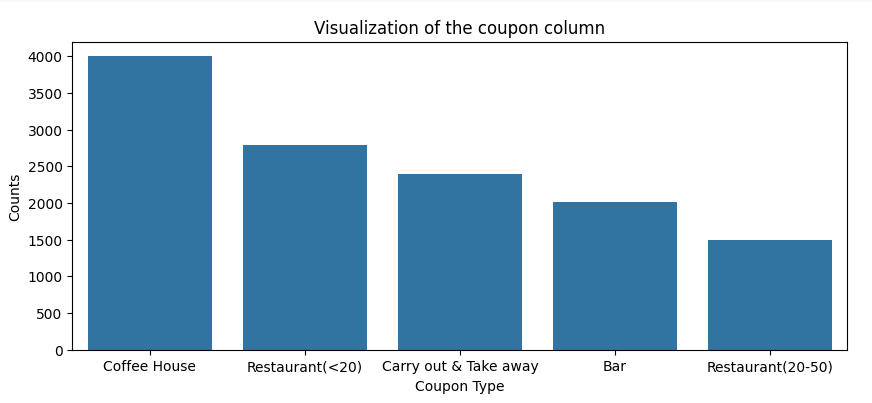 Visualization of the coupon column
Counts
4000
3500
3000
2500
2000
1500
1000
500
0
Coffee House Restaurant(<20) Carry out & Take away Bar Restaurant(20-50)
Coupon Type